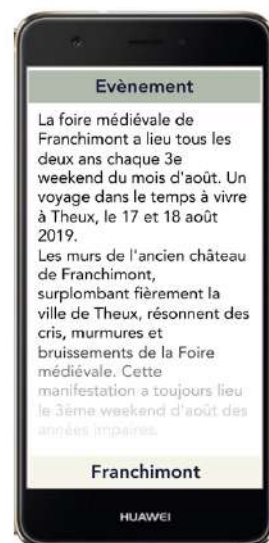 Evènement
La foire médiévale de
Franchimont a lieu tous les
deux ans chaque 3e
weekend du mois d'août. Un
voyage dans le temps à vivre
à Theux, le 17 et 18 août
2019.
Les murs de l'ancien château
de Franchimont,
surplombant fièrement la
ville de Theux, résonnent des
cris, murmures et
bruissements de la Foire
médiévale. Cette
manifestation a toujours lieu
le 3ème weekend d'août des
années impaires.
Franchimont
HUAWEI